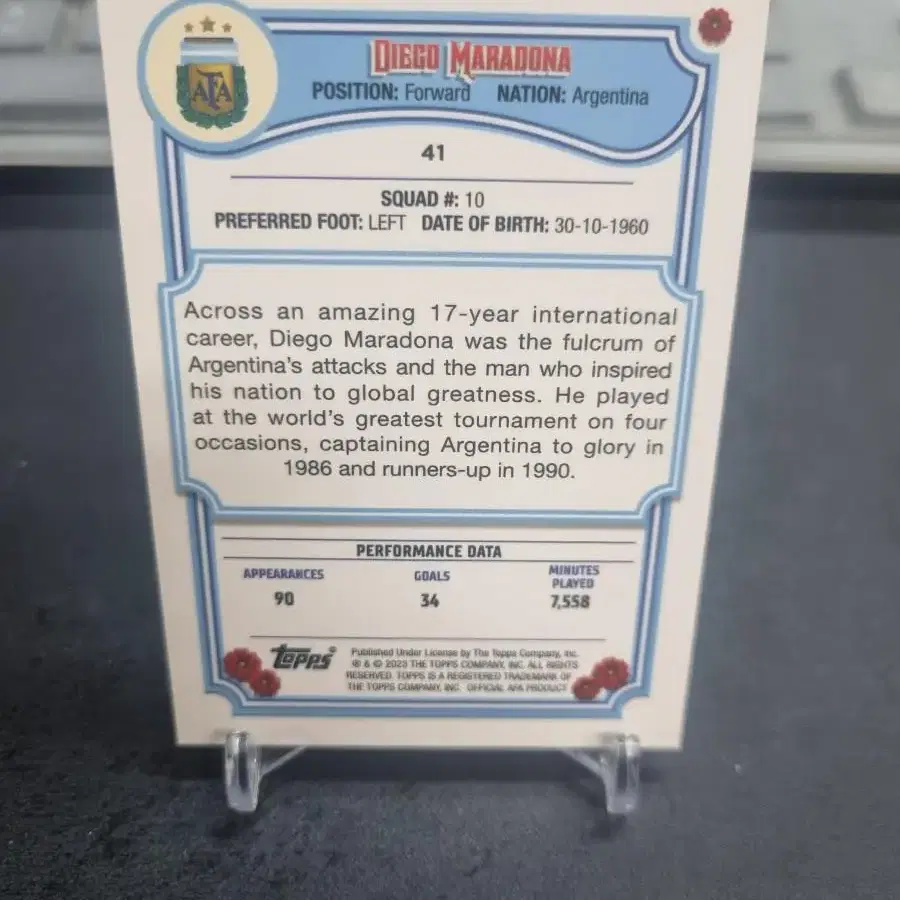 AFA
DIEGO MARADONA
POSITION: Forward NATION: Argentina
41
SQUAD #: 10
PREFERRED FOOT: LEFT DATE OF BIRTH: 30-10-1960
Across an amazing 17-year international
career, Diego Maradona was the fulcrum of
Argentina's attacks and the man who inspired
his nation to global greatness. He played
at the world's greatest tournament on four
occasions, captaining Argentina to glory in
1986 and runners-up in 1990.
PERFORMANCE DATA
APPEARANCES GOALS MINUTES
PLAYED
90 34 7,558
topps®
Published Under License by The Topps Company, Inc.
® & © 2023 THE TOPPS COMPANY, INC. ALL RIGHTS
RESERVED. TOPPS IS A REGISTERED TRADEMARK OF
THE TOPPS COMPANY, INC. OFFICIAL AFA PRODUCT